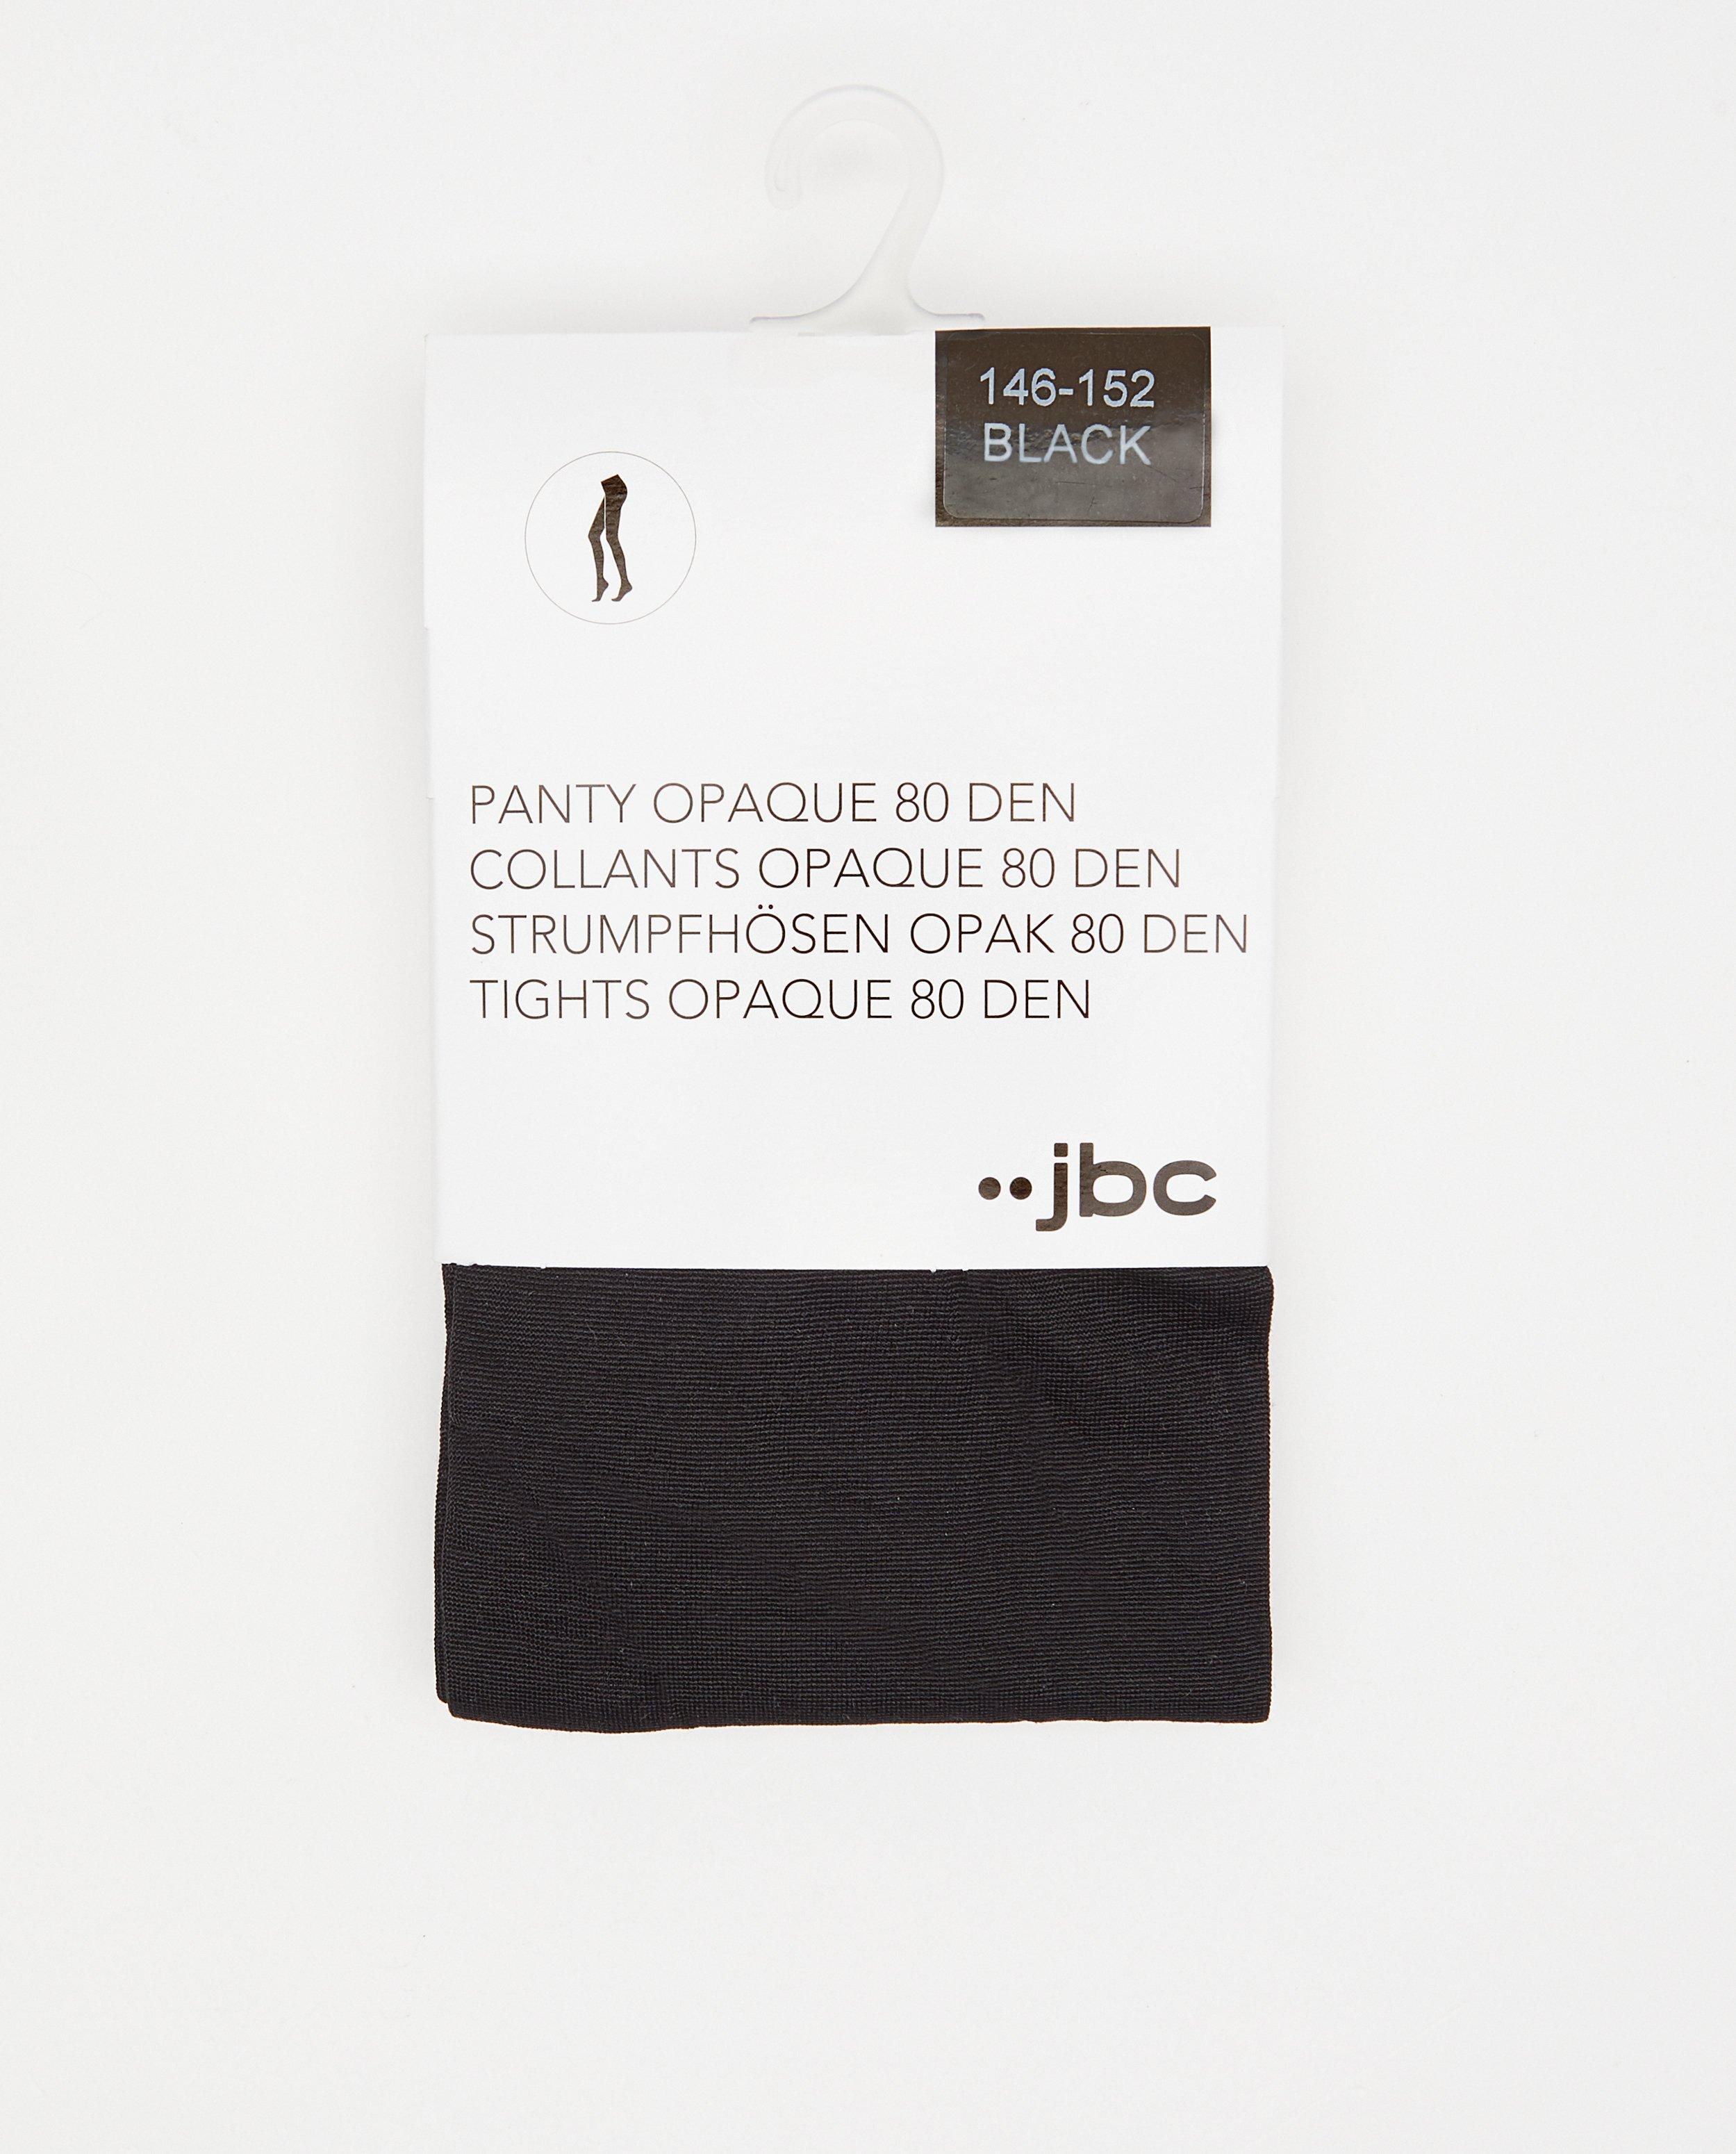 146-152
BLACK
PANTY OPAQUE 80 DEN
COLLANTS OPAQUE 80 DEN
STRUMPFHÖSEN OPAK 80 DEN
TIGHTS OPAQUE 80 DEN
••jbc